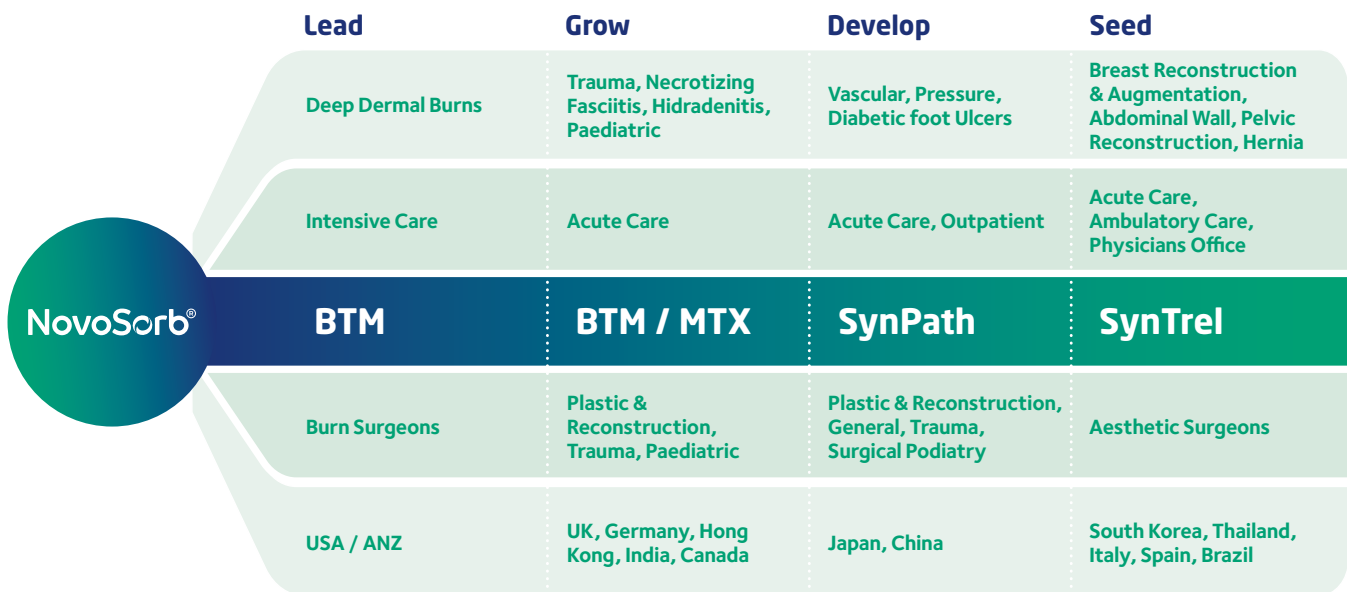 Lead
Grow
Develop
Seed
Deep Dermal Burns
Trauma, Necrotizing
Fasciitis, Hidradenitis,
Paediatric
Vascular, Pressure,
Diabetic foot Ulcers
Breast Reconstruction
& Augmentation,
Abdominal Wall, Pelvic
Reconstruction, Hernia
Intensive Care
Acute Care
Acute Care, Outpatient
Acute Care,
Ambulatory Care,
Physicians Office
NovoSorb®
BTM
BTM / MTX
SynPath
SynTrel
Burn Surgeons
Plastic &
Reconstruction,
Trauma, Paediatric
Plastic & Reconstruction,
General, Trauma,
Surgical Podiatry
Aesthetic Surgeons
USA / ANZ
UK, Germany, Hong
Kong, India, Canada
Japan, China
South Korea, Thailand,
Italy, Spain, Brazil